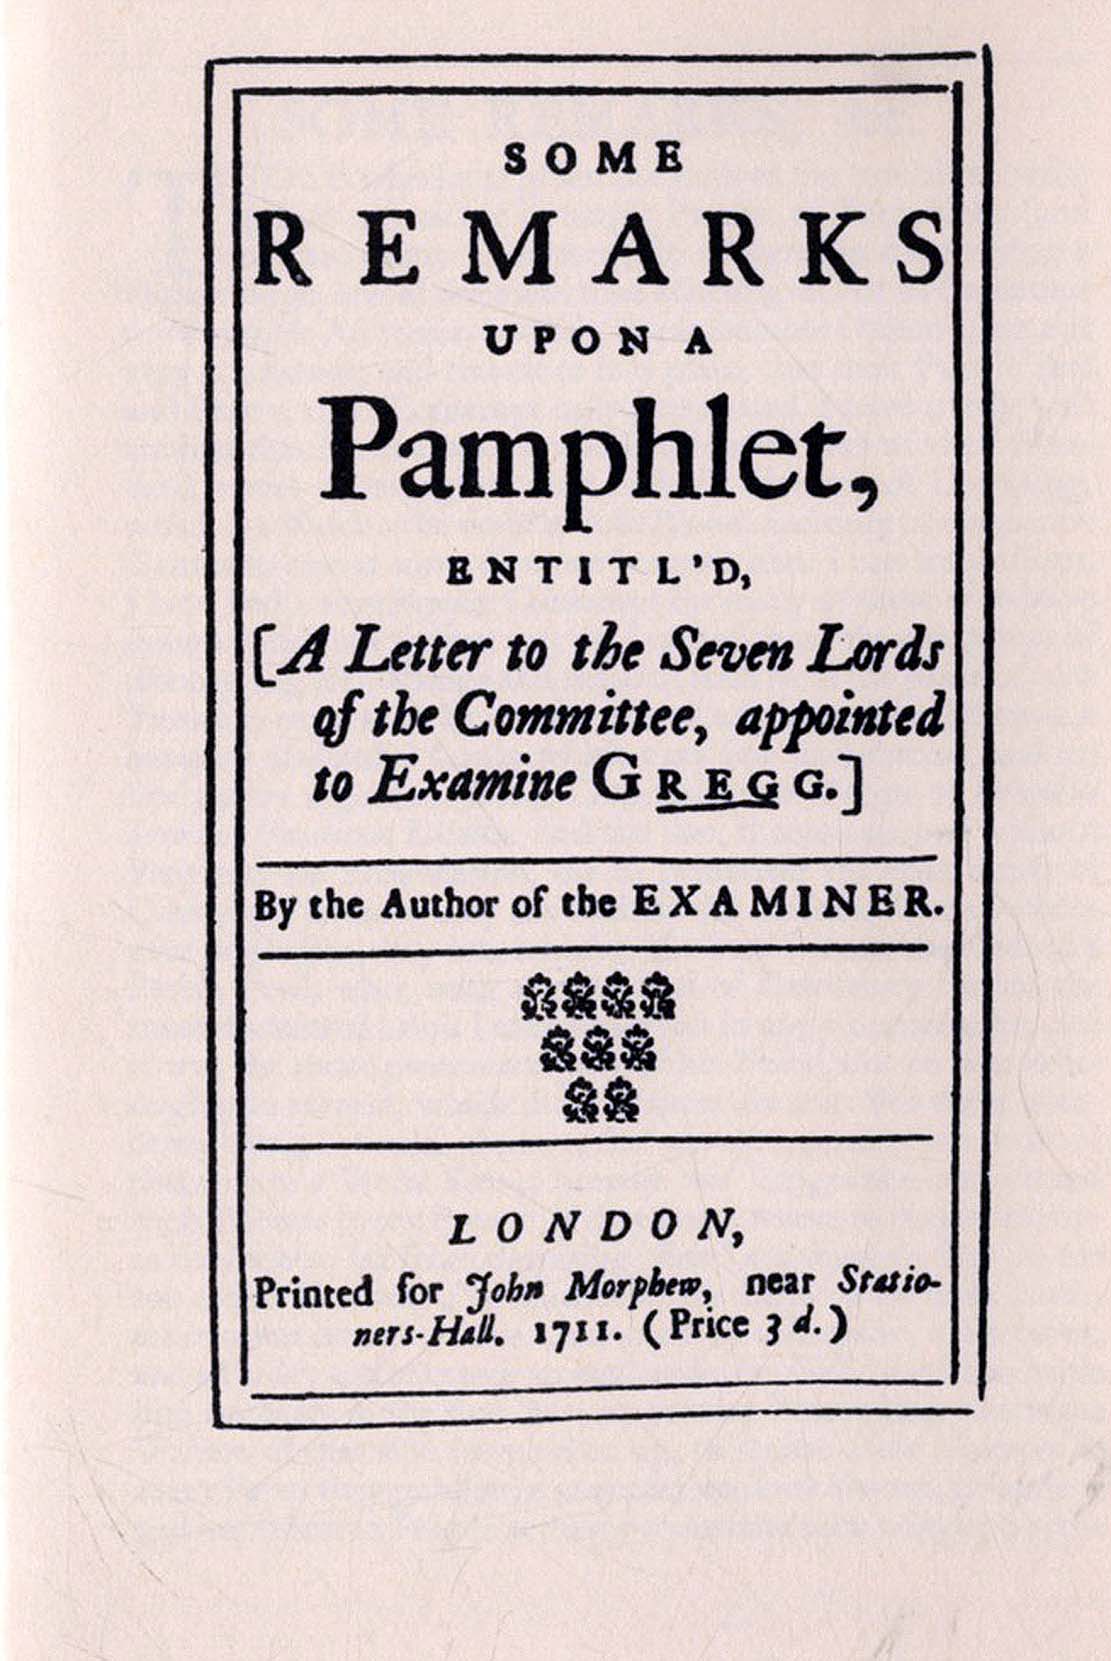 SOME
REMARKS
UPON A
Pamphlet,
ENTITL'D,
[A Letter to the Seven Lords
of the Committee, appointed
to Examine GREGG.]
By the Author of the EXAMINER.
LONDON,
Printed for John Morphew, near Statio-
ners-Hall. 1711. (Price 3 d.)